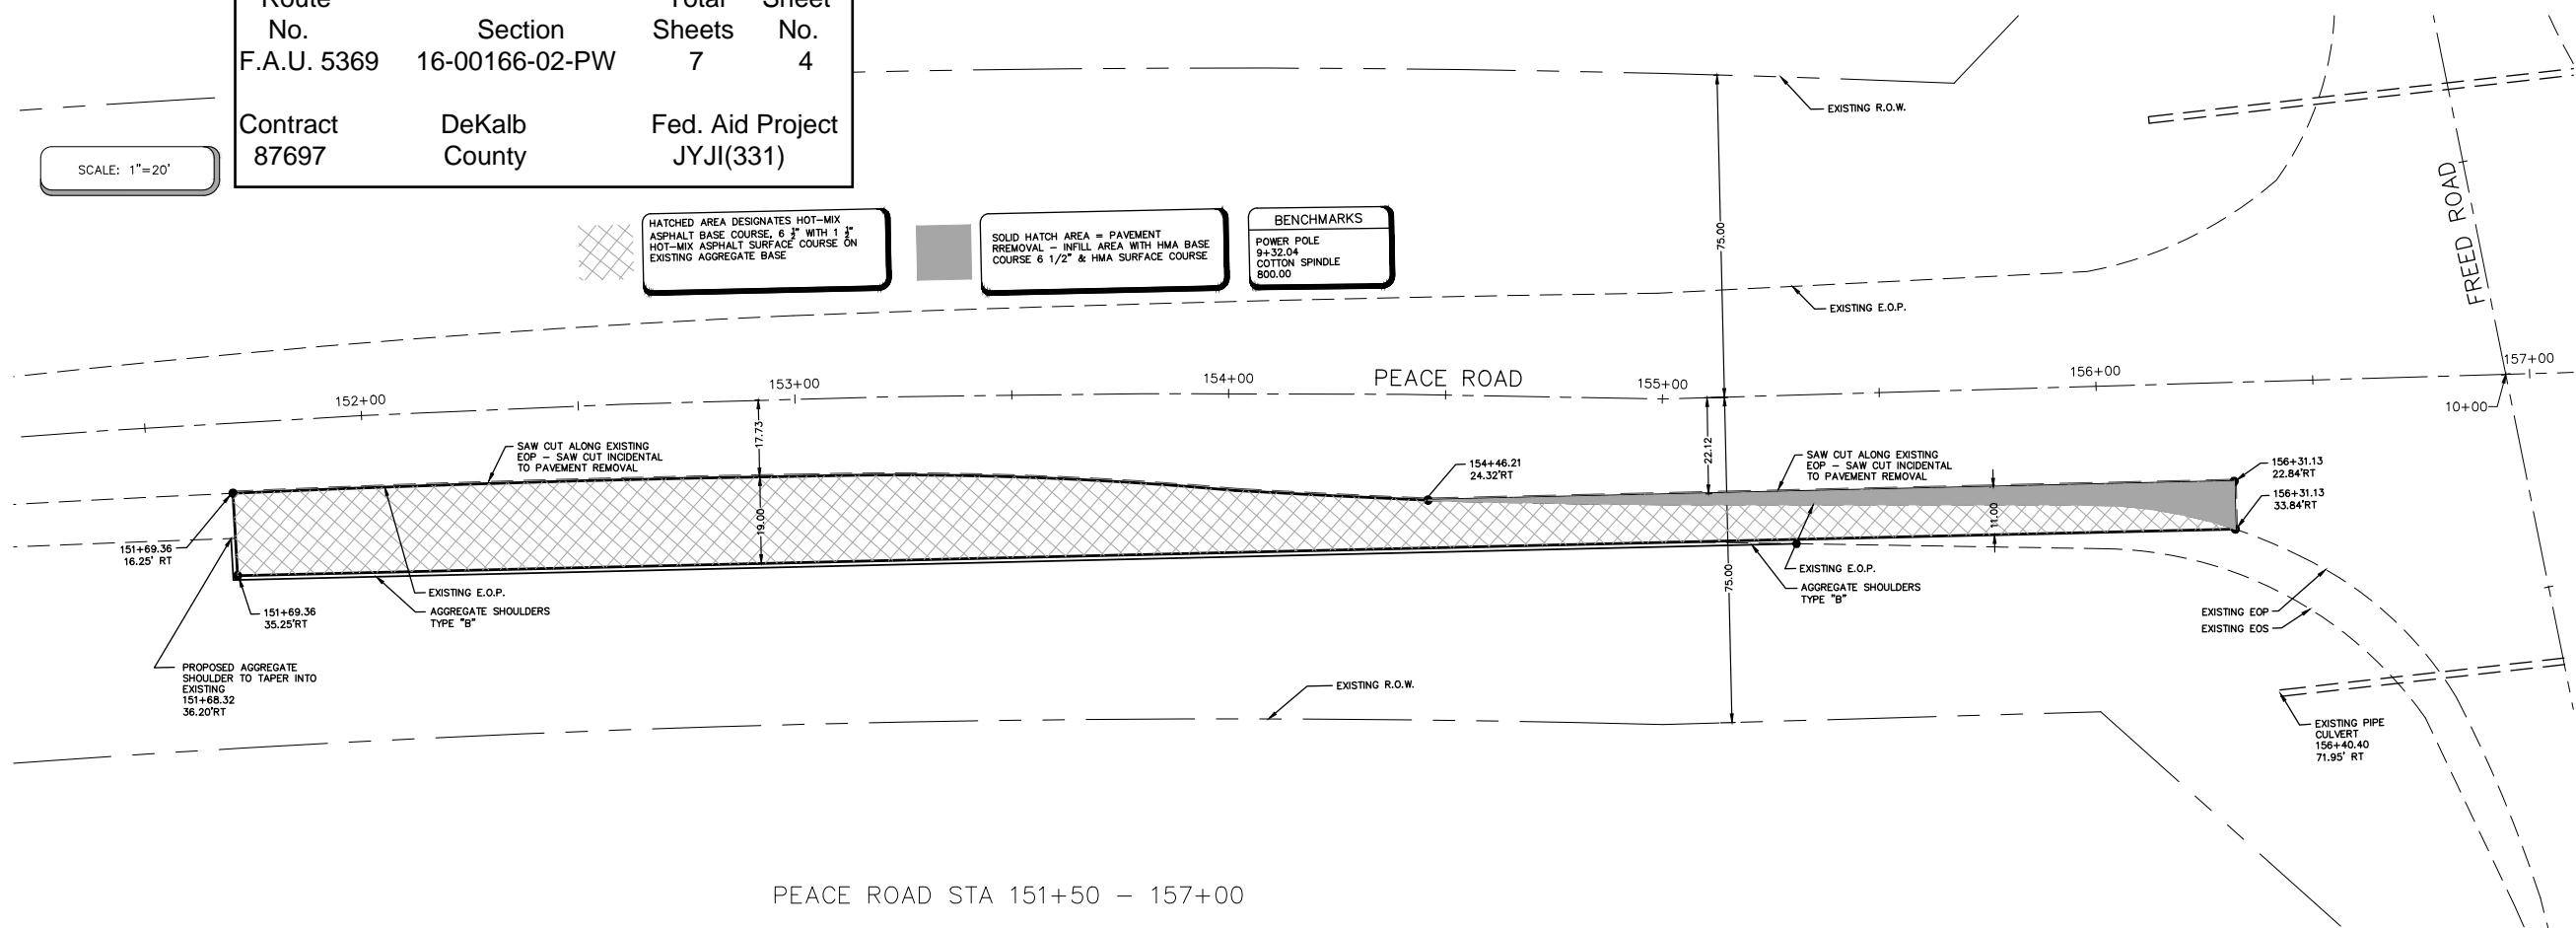 Route Total Sheet
No. Section Sheets No.
F.A.U. 5369 16-00166-02-PW 7 4
Contract DeKalb Fed. Aid Project
87697 County JYJI(331)
SCALE: 1"=20'
HATCHED AREA DESIGNATES HOT-MIX
ASPHALT BASE COURSE, 6 1/2" WITH 1 1/2"
HOT-MIX ASPHALT SURFACE COURSE ON
EXISTING AGGREGATE BASE
SOLID HATCH AREA = PAVEMENT
RREMOVAL - INFILL AREA WITH HMA BASE
COURSE 6 1/2" & HMA SURFACE COURSE
BENCHMARKS
POWER POLE
9+32.04
COTTON SPINDLE
800.00
EXISTING R.O.W.
75.00
EXISTING E.O.P.
FREED ROAD
152+00
153+00
154+00
PEACE ROAD
155+00
156+00
157+00
10+00
17.73
22.12
SAW CUT ALONG EXISTING
EOP - SAW CUT INCIDENTAL
TO PAVEMENT REMOVAL
154+46.21
24.32'RT
SAW CUT ALONG EXISTING
EOP - SAW CUT INCIDENTAL
TO PAVEMENT REMOVAL
156+31.13
22.84'RT
156+31.13
33.84'RT
19.00
11.00
151+69.36
16.25' RT
EXISTING E.O.P.
AGGREGATE SHOULDERS
TYPE "B"
151+69.36
35.25'RT
75.00
EXISTING E.O.P.
AGGREGATE SHOULDERS
TYPE "B"
EXISTING EOP
EXISTING EOS
PROPOSED AGGREGATE
SHOULDER TO TAPER INTO
EXISTING
151+68.32
36.20'RT
EXISTING R.O.W.
EXISTING PIPE
CULVERT
156+40.40
71.95' RT
PEACE ROAD STA 151+50 - 157+00